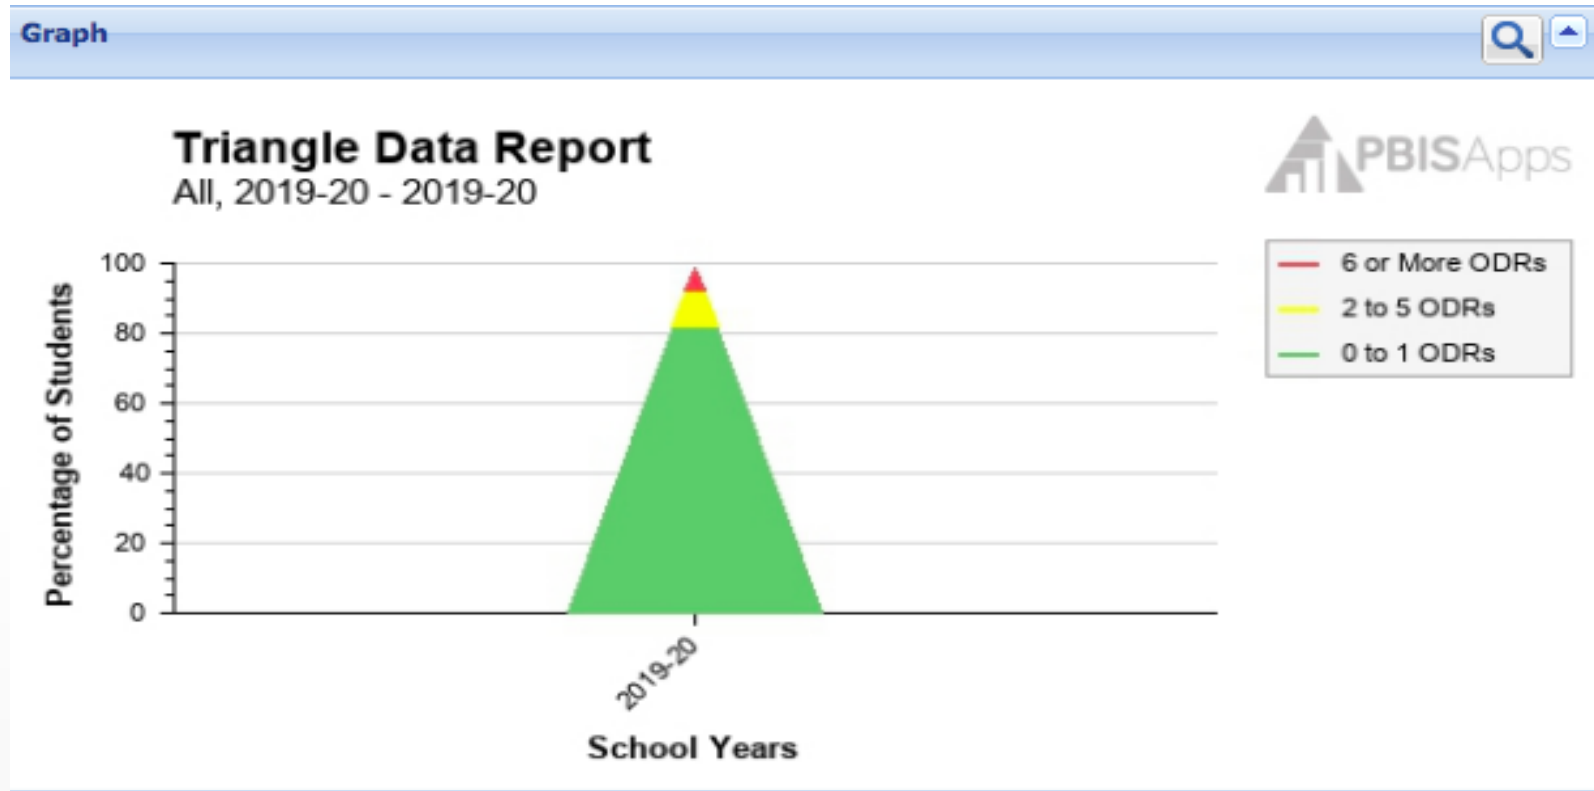 Graph
Triangle Data Report
All, 2019-20 - 2019-20
PBISApps
6 or More ODRs
2 to 5 ODRs
0 to 1 ODRs
Percentage of Students
100
80
60
40
20
0
2019-20
School Years